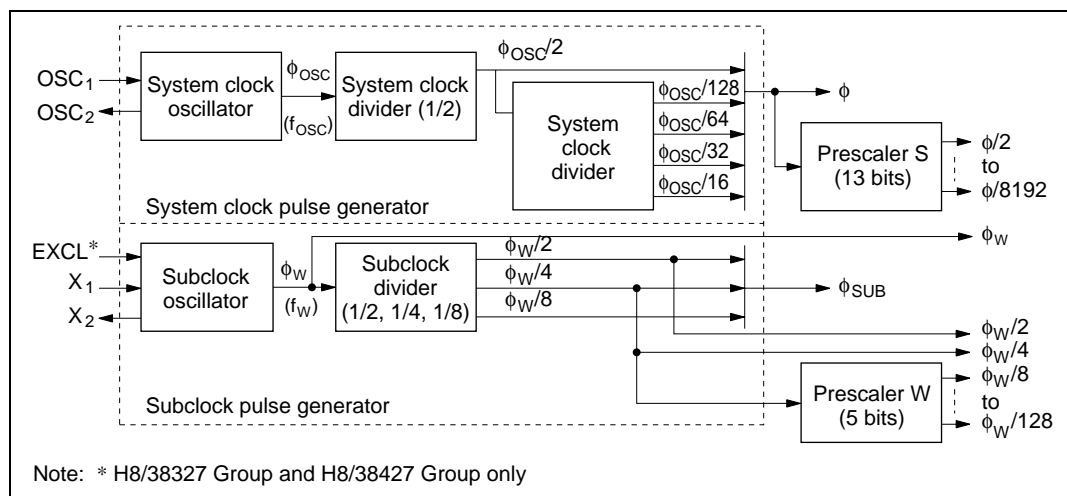 OSC1
OSC2
System clock
oscillator
φOSC
(fOSC)
System clock
divider (1/2)
φOSC/2
System
clock
divider
φOSC/128
φOSC/64
φOSC/32
φOSC/16
φ
Prescaler S
(13 bits)
φ/2
to
φ/8192
System clock pulse generator
EXCL*
X1
X2
Subclock
oscillator
φW
(fW)
Subclock
divider
(1/2, 1/4, 1/8)
φW/2
φW/4
φW/8
φW
φSUB
φW/2
φW/4
Prescaler W
(5 bits)
φW/8
to
φW/128
Subclock pulse generator
Note: * H8/38327 Group and H8/38427 Group only